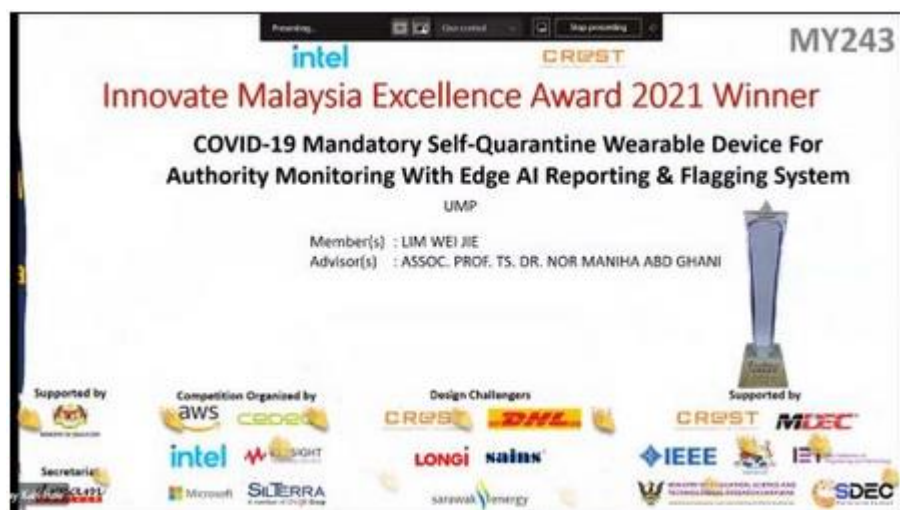 Presenting...
Stop presenting
MY243
intel
CREST
Innovate Malaysia Excellence Award 2021 Winner
COVID-19 Mandatory Self-Quarantine Wearable Device For
Authority Monitoring With Edge AI Reporting & Flagging System
UMP
Member(s) : LIM WEI JIE
Advisor(s) : ASSOC. PROF. TS. DR. NOR MANIHA ABD GHANI
Supported by
Competition Organized by
Design Challengers
Supported by
aws
CREST
DHL
CREST
MDEC
intel
LONGi
sains
IEEE
IET
Secretariat
Microsoft
SILTERRA
sarawak energy
SDEC